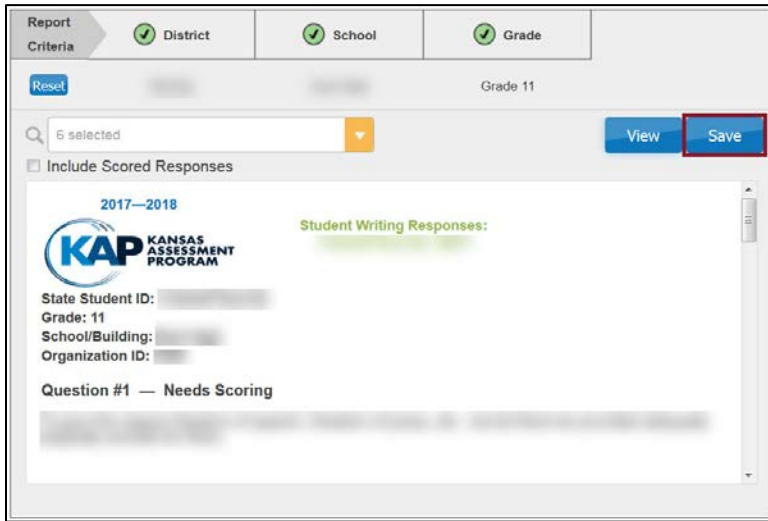 Report
Criteria
District
School
Grade
Reset
Grade 11
6 selected
View
Save
Include Scored Responses
2017—2018
KAP KANSAS
ASSESSMENT
PROGRAM
Student Writing Responses:
State Student ID:
Grade: 11
School/Building:
Organization ID:
Question #1 — Needs Scoring